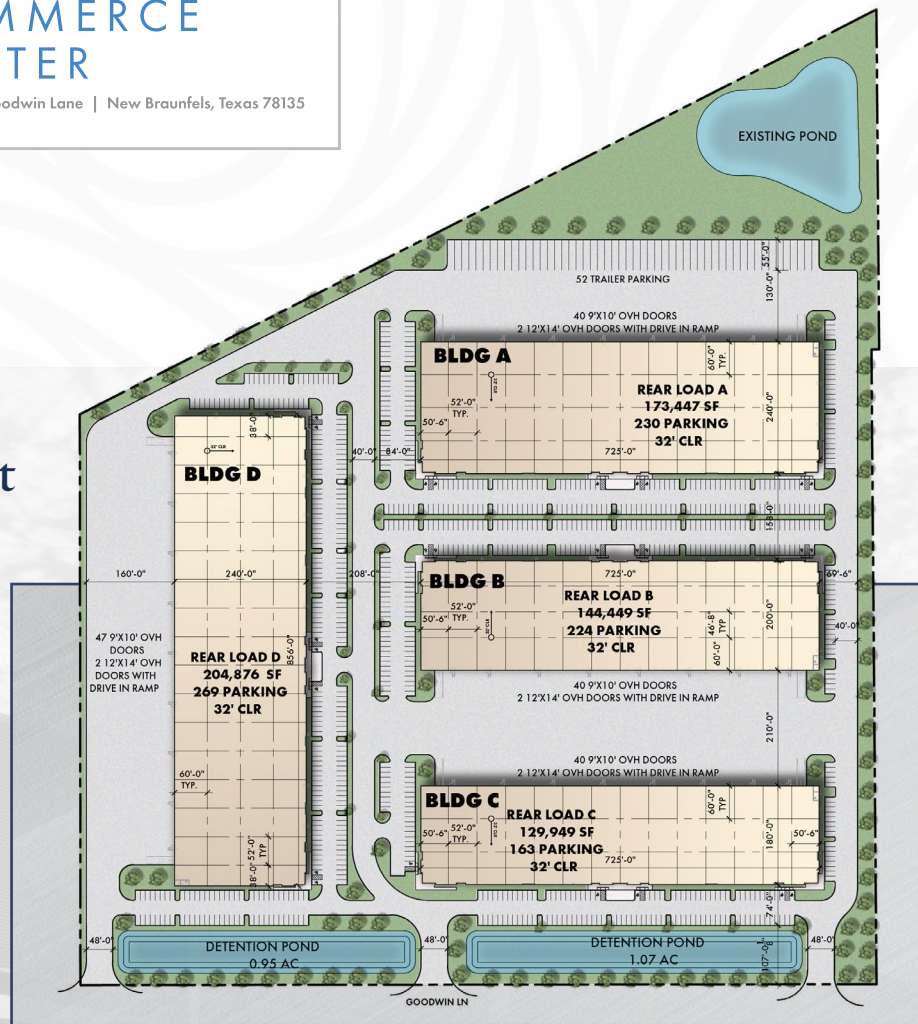 MMERCE
TER
odwin Lane | New Braunfels, Texas 78135
EXISTING POND
55'-0"
52 TRAILER PARKING
130'-0"
40 9'X10' OVH DOORS
2 12'X14' OVH DOORS WITH DRIVE IN RAMP
BLDG A
60'-0"
TYP.
REAR LOAD A
173,447 SF
230 PARKING
32' CLR
240'-0"
52'-0"
TYP.
50'-6"
32' CLR
725'-0"
40'-0"
84'-0"
38'-0"
32' CLR
BLDG D
t
BLDG B
725'-0"
REAR LOAD B
144,449 SF
224 PARKING
32' CLR
52'-0"
TYP.
50'-6"
32' CLR
46'-8"
TYP
60'-0"
200'-0"
69'-6"
40'-0"
160'-0"
240'-0"
208'-0"
47 9'X10' OVH
DOORS
2 12'X14' OVH
DOORS WITH
DRIVE IN RAMP
856'-0"
REAR LOAD D
204,876 SF
269 PARKING
32' CLR
40 9'X10' OVH DOORS
2 12'X14' OVH DOORS WITH DRIVE IN RAMP
210'-0"
40 9'X10' OVH DOORS
2 12'X14' OVH DOORS WITH DRIVE IN RAMP
60'-0"
TYP.
BLDG C
60'-0"
TYP.
REAR LOAD C
129,949 SF
163 PARKING
32' CLR
52'-0"
TYP.
50'-6"
725'-0"
180'-0"
50'-6"
52'-0"
TYP
38'-0"
74'-0"
48'-0"
DETENTION POND
0.95 AC
48'-0"
DETENTION POND
1.07 AC
48'-0"
GOODWIN LN